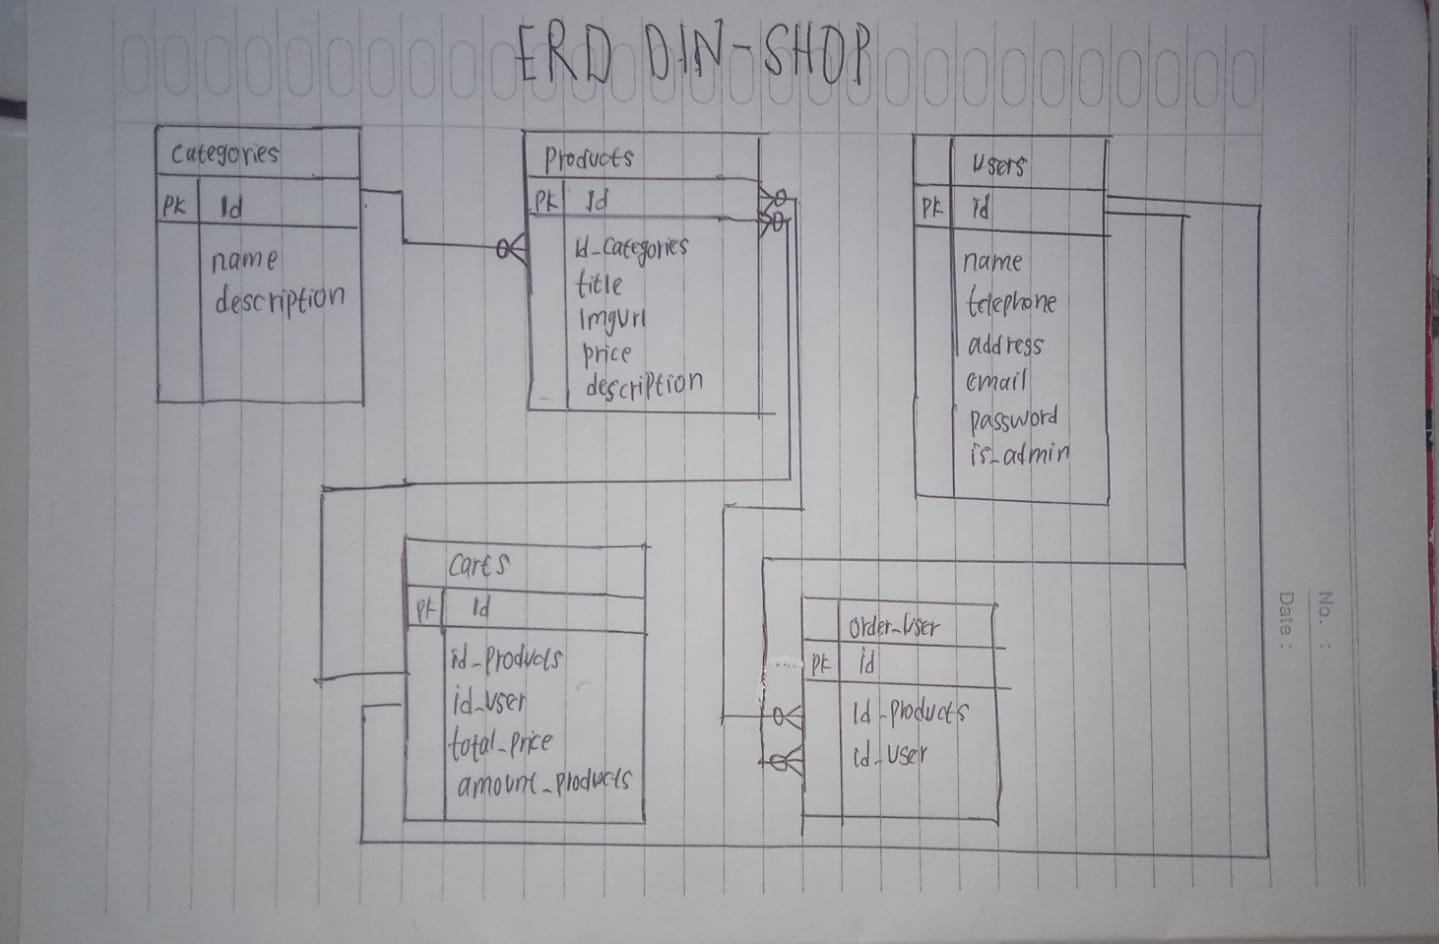 ERD DIN-SHOP
Categories
PK Id
name
description
Products
PK Id
Id_Categories
title
Imgurl
price
description
Users
PK id
name
telephone
address
email
password
is_admin
Carts
PK Id
id_Products
id_User
total_Price
amount_Products
Order_User
PK id
Id_Products
id_User
No. :
Date :